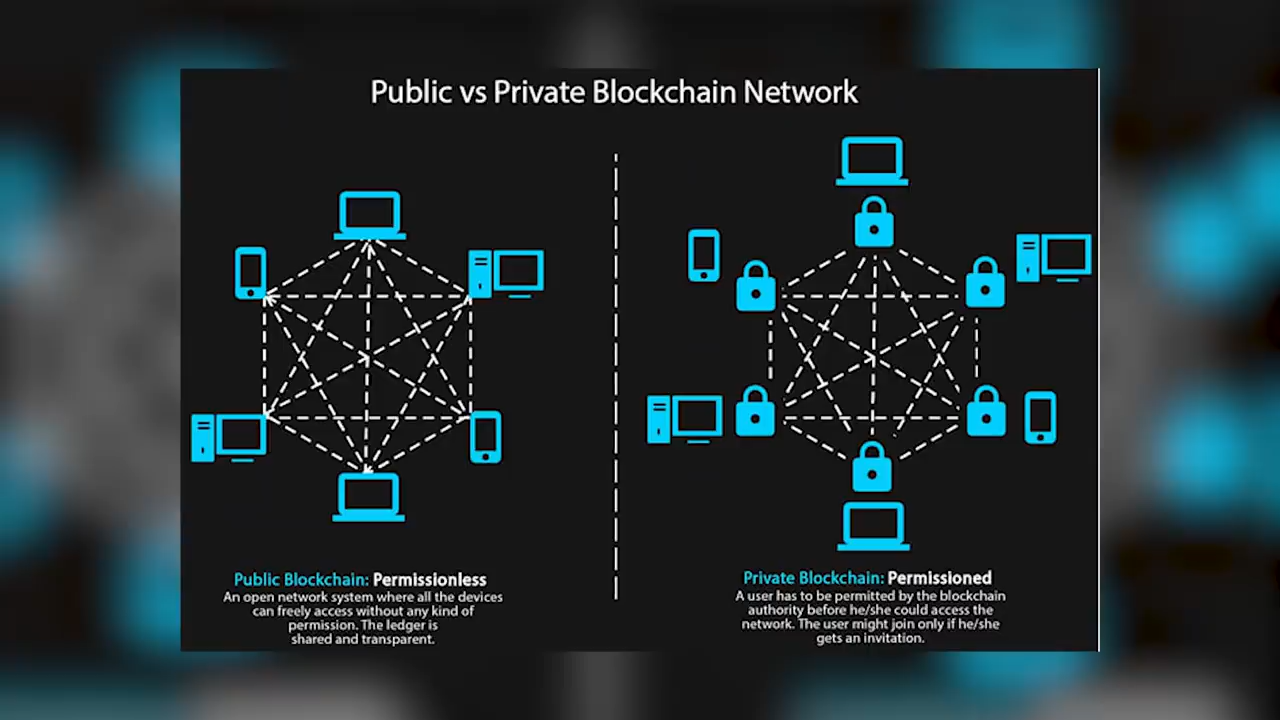 Public vs Private Blockchain Network
Public Blockchain: Permissionless
An open network system where all the devices
can freely access without any kind of
permission. The ledger is
shared and transparent.
Private Blockchain: Permissioned
A user has to be permitted by the blockchain
authority before he/she could access the
network. The user might join only if he/she
gets an invitation.